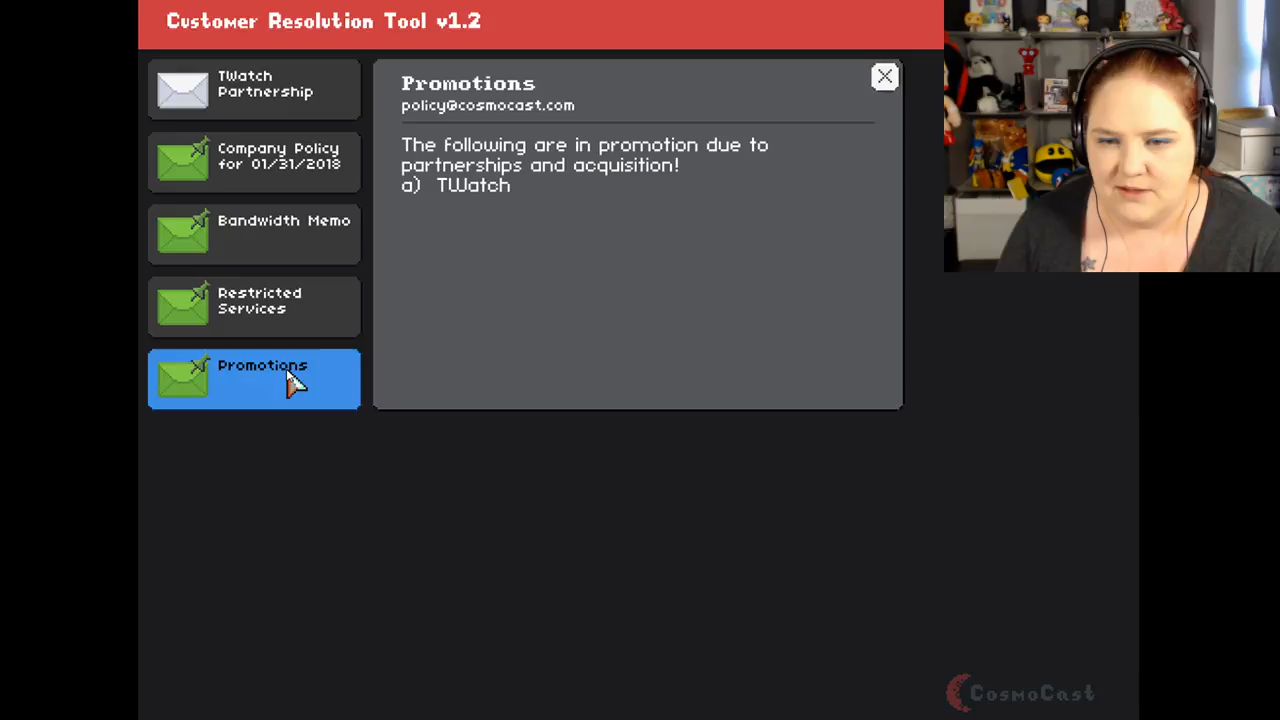 Customer Resolution Tool v1.2
TWatch
Partnership
Company Policy
for 01/31/2018
Bandwidth Memo
Restricted
Services
Promotions
Promotions
policy@cosmocast.com
The following are in promotion due to
partnerships and acquisition!
a) TWatch
CosmoCast